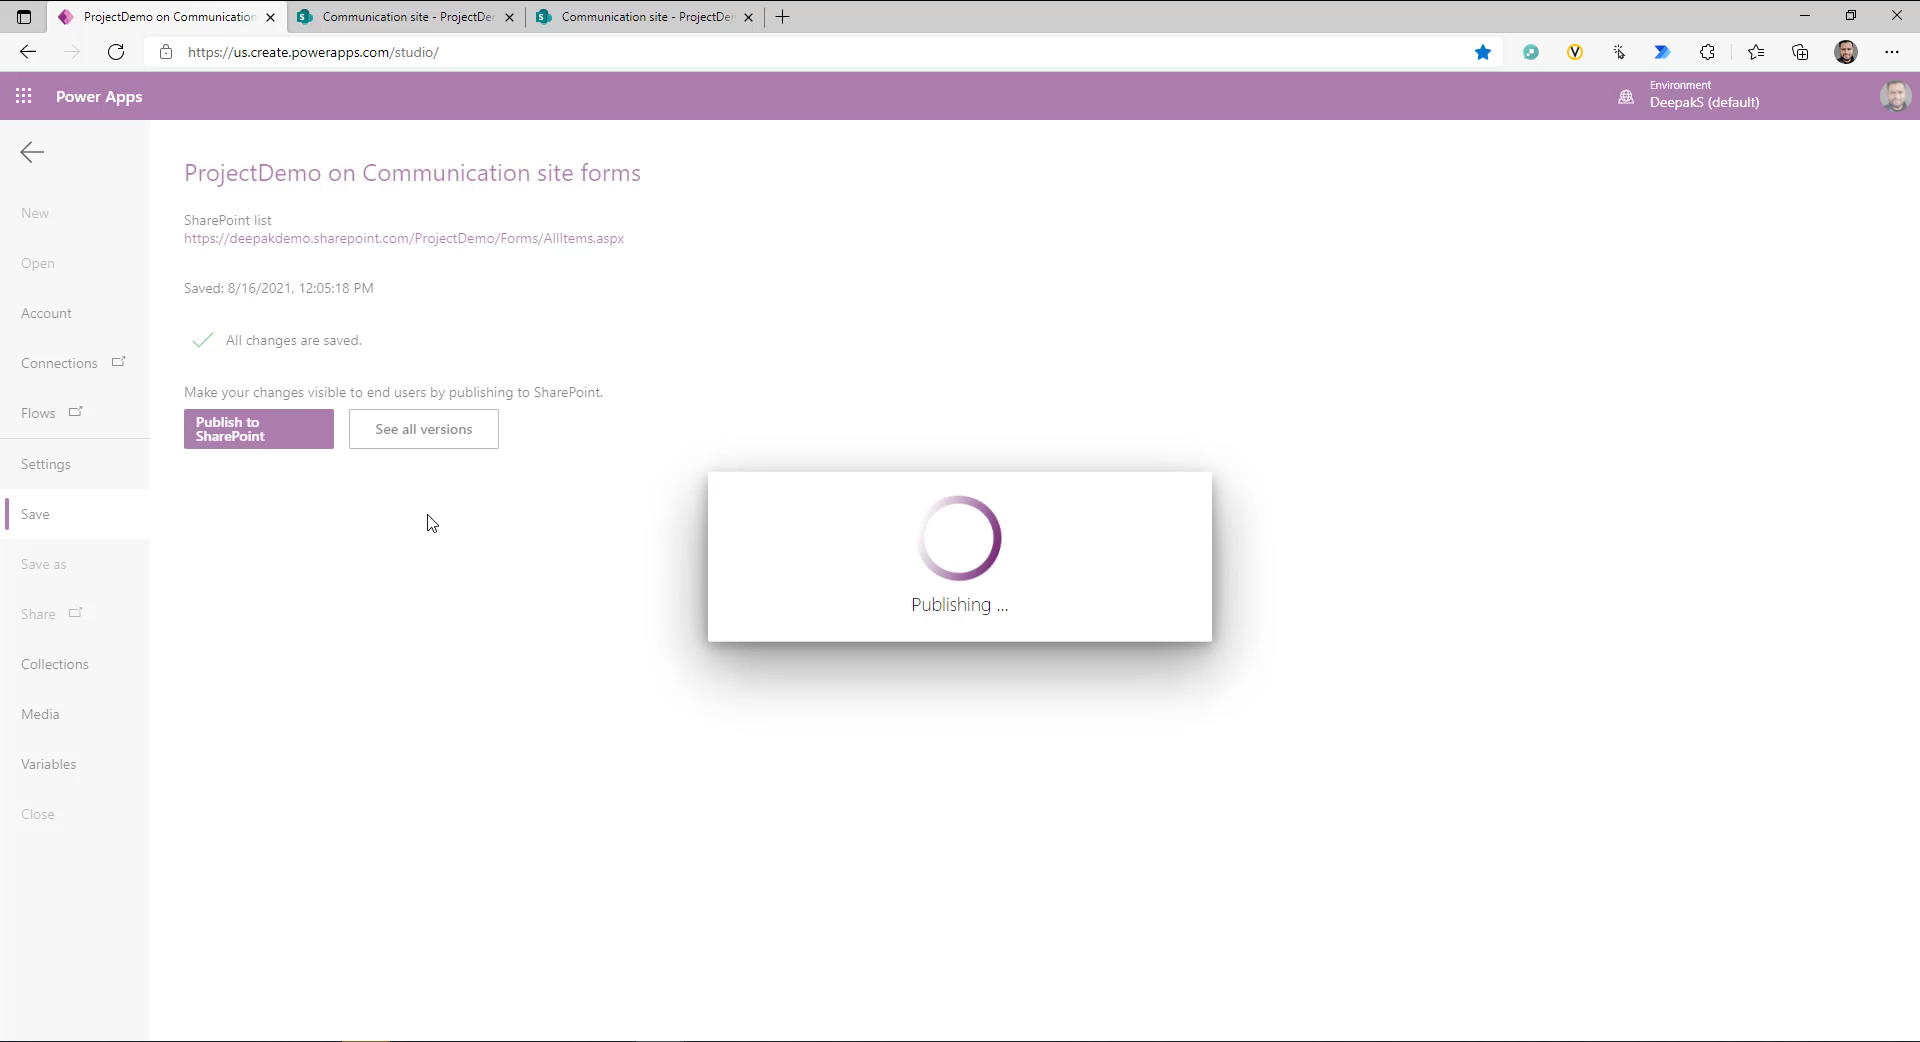 ProjectDemo on Communication
Communication site - ProjectDe
Communication site - ProjectDe
https://us.create.powerapps.com/studio/
Power Apps
Environment
DeepakS (default)
ProjectDemo on Communication site forms
SharePoint list
https://deepakdemo.sharepoint.com/ProjectDemo/Forms/AllItems.aspx
Saved: 8/16/2021, 12:05:18 PM
All changes are saved.
Make your changes visible to end users by publishing to SharePoint.
Publish to
SharePoint
See all versions
New
Open
Account
Connections
Flows
Settings
Save
Save as
Share
Collections
Media
Variables
Close
Publishing ...